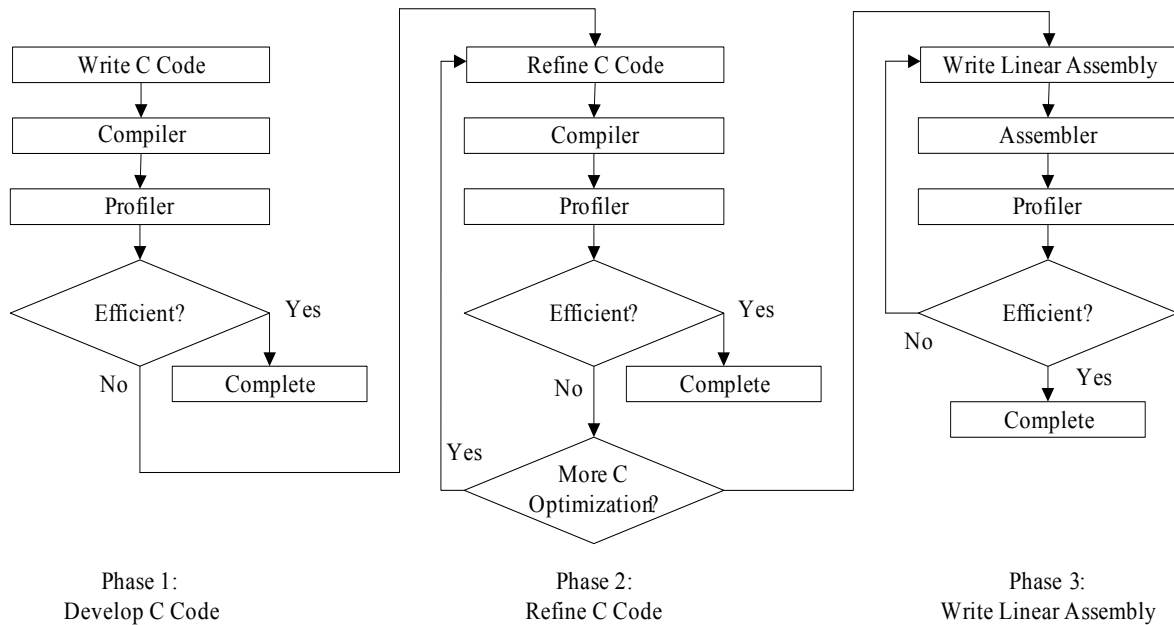 Write C Code
Compiler
Profiler
Efficient?
Yes
No
Complete
Phase 1:
Develop C Code
Refine C Code
Compiler
Profiler
Efficient?
Yes
Complete
No
Yes
More C
Optimization?
Phase 2:
Refine C Code
Write Linear Assembly
Assembler
Profiler
Efficient?
No
Yes
Complete
Phase 3:
Write Linear Assembly